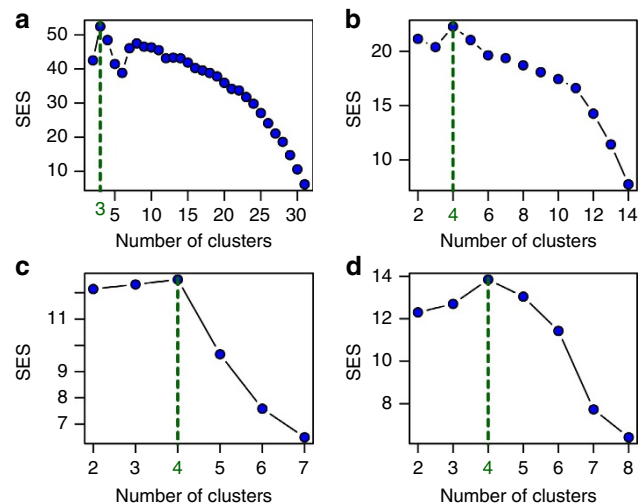 a
50
40
30
20
10
SES
3 5 10 15 20 25 30
Number of clusters
b
20
15
10
SES
2 4 6 8 10 12 14
Number of clusters
c
11
9
8
7
SES
2 3 4 5 6 7
Number of clusters
d
14
12
10
8
SES
2 3 4 5 6 7 8
Number of clusters